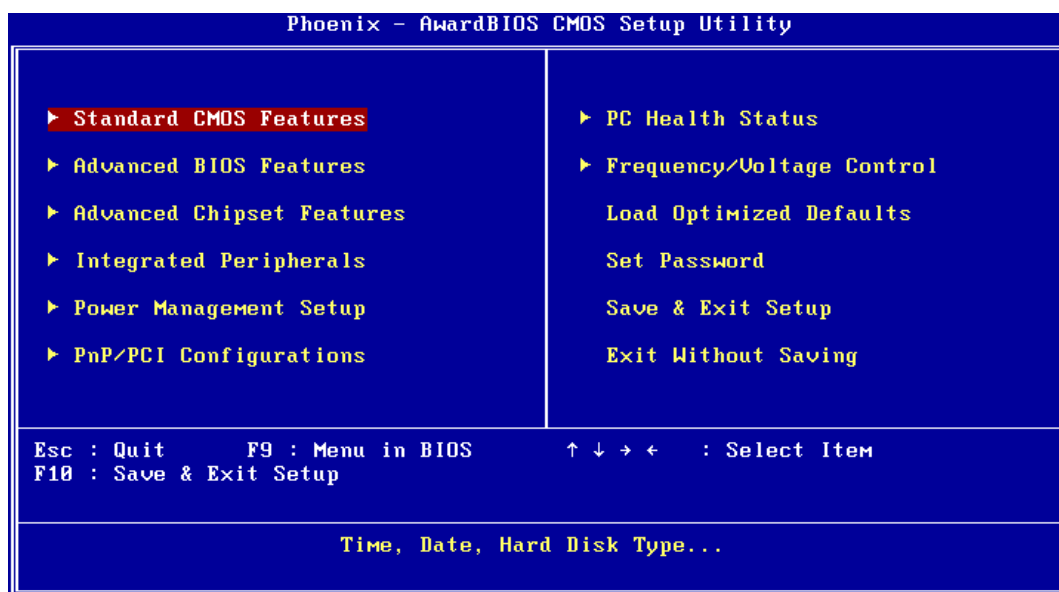 Phoenix - AwardBIOS CMOS Setup Utility
Standard CMOS Features
Advanced BIOS Features
Advanced Chipset Features
Integrated Peripherals
Power Management Setup
PnP/PCI Configurations
PC Health Status
Frequency/Voltage Control
Load Optimized Defaults
Set Password
Save & Exit Setup
Exit Without Saving
Esc : Quit F9 : Menu in BIOS ↑ ↓ → ← : Select Item
F10 : Save & Exit Setup
Time, Date, Hard Disk Type...